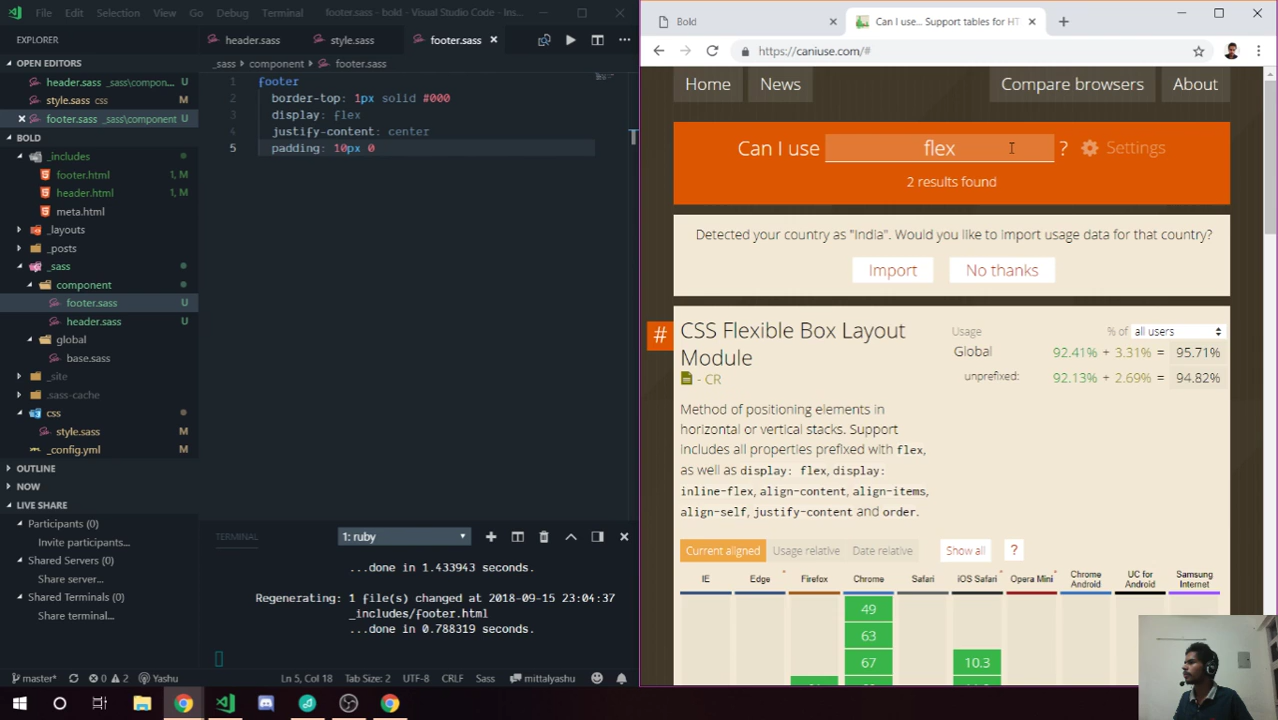 File Edit Selection View Go Debug Terminal footer.sass - bold - Visual Studio Code - Ins...
EXPLORER
OPEN EDITORS
header.sass _sass\compon... U
style.sass css M
footer.sass _sass\component U
BOLD
_includes
footer.html 1, M
header.html 1, M
meta.html
_layouts
_posts
_sass
component
footer.sass U
header.sass U
global
base.sass
_site
.sass-cache
css
style.sass M
_config.yml M
OUTLINE
NOW
LIVE SHARE
Participants (0)
Invite participants...
Shared Servers (0)
Share server...
Shared Terminals (0)
Share terminal...
header.sass style.sass footer.sass
_sass component footer.sass
1 footer
2 border-top: 1px solid #000
3 display: flex
4 justify-content: center
5 padding: 10px 0
TERMINAL 1: ruby
...done in 1.433943 seconds.
Regenerating: 1 file(s) changed at 2018-09-15 23:04:37
_includes/footer.html
...done in 0.788319 seconds.
master* 0 2 Yashu Ln 5, Col 18 Tab Size: 2 UTF-8 CRLF Sass mittalyashu
Bold Can I use... Support tables for HT
https://caniuse.com/#
Home News Compare browsers About
Can I use flex ? Settings
2 results found
Detected your country as "India". Would you like to import usage data for that country?
Import No thanks
# CSS Flexible Box Layout
Module
- CR
Usage % of all users
Global 92.41% + 3.31% = 95.71%
unprefixed: 92.13% + 2.69% = 94.82%
Method of positioning elements in
horizontal or vertical stacks. Support
includes all properties prefixed with flex,
as well as display: flex, display:
inline-flex, align-content, align-items,
align-self, justify-content and order.
Current aligned Usage relative Date relative Show all ?
IE Edge * Firefox Chrome Safari iOS Safari * Opera Mini * Chrome Android UC for Android Samsung Internet
49
63
67 10.3